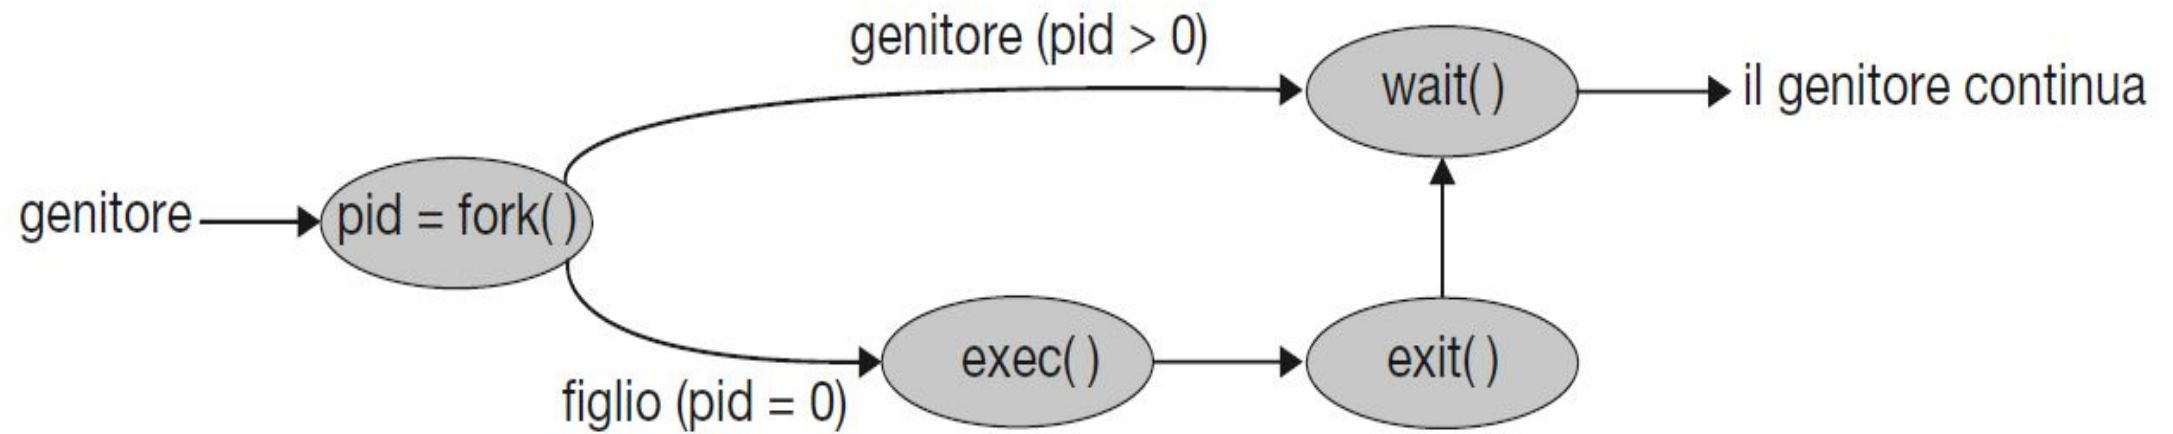 genitore (pid > 0)
wait()
il genitore continua
genitore
pid = fork()
exec()
exit()
figlio (pid = 0)